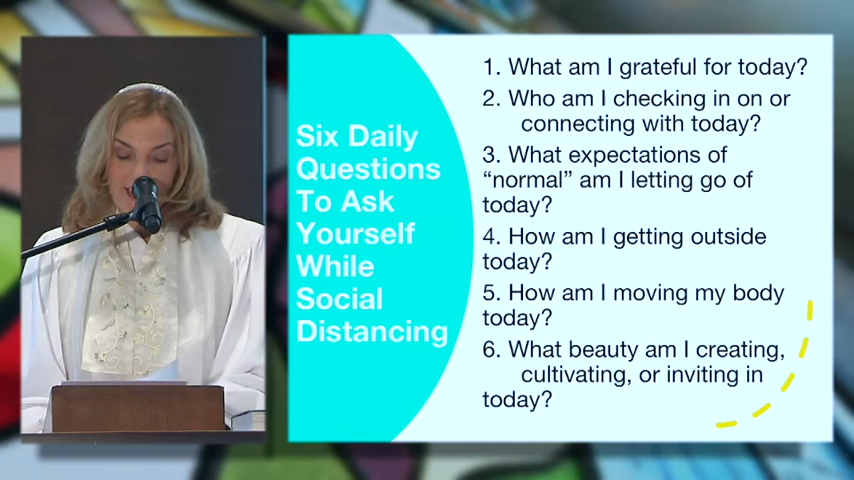 Six Daily
Questions
To Ask
Yourself
While
Social
Distancing
1. What am I grateful for today?
2. Who am I checking in on or
connecting with today?
3. What expectations of
“normal” am I letting go of
today?
4. How am I getting outside
today?
5. How am I moving my body
today?
6. What beauty am I creating,
cultivating, or inviting in
today?